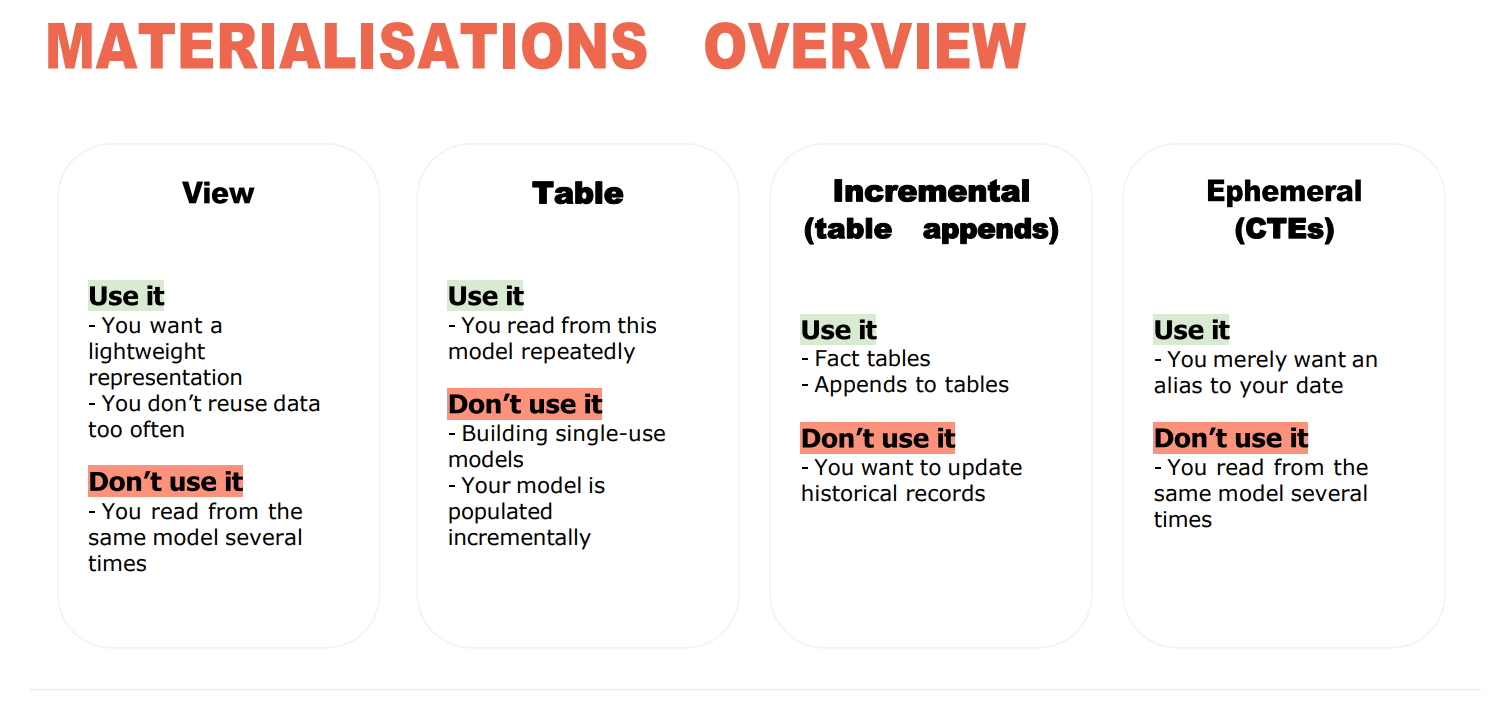 MATERIALISATIONS OVERVIEW
View
Use it
- You want a
lightweight
representation
- You don’t reuse data
too often
Don’t use it
- You read from the
same model several
times
Table
Use it
- You read from this
model repeatedly
Don’t use it
- Building single-use
models
- Your model is
populated
incrementally
Incremental
(table appends)
Use it
- Fact tables
- Appends to tables
Don’t use it
- You want to update
historical records
Ephemeral
(CTEs)
Use it
- You merely want an
alias to your date
Don’t use it
- You read from the
same model several
times